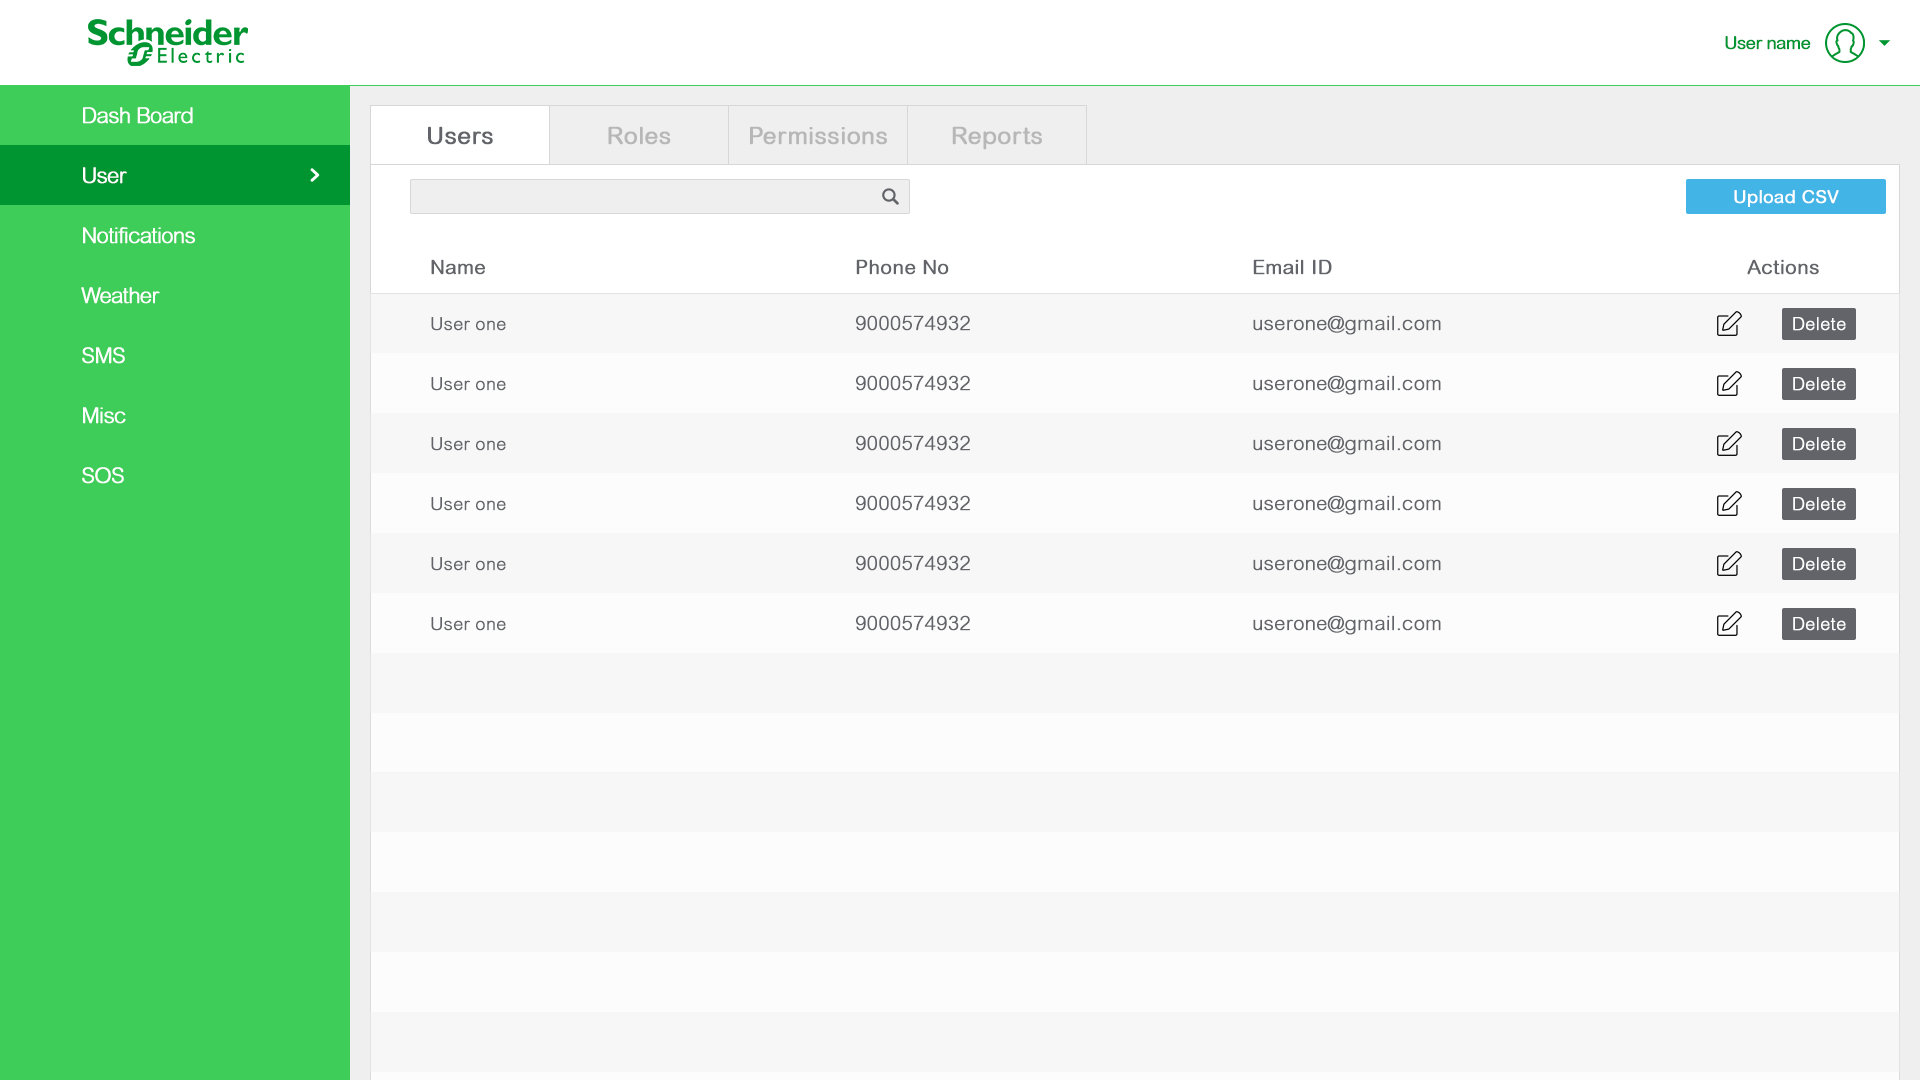 Schneider
Electric
User name
Dash Board
User
Notifications
Weather
SMS
Misc
SOS
Users Roles Permissions Reports
Upload CSV
Name Phone No Email ID Actions
User one 9000574932 userone@gmail.com Delete
User one 9000574932 userone@gmail.com Delete
User one 9000574932 userone@gmail.com Delete
User one 9000574932 userone@gmail.com Delete
User one 9000574932 userone@gmail.com Delete
User one 9000574932 userone@gmail.com Delete